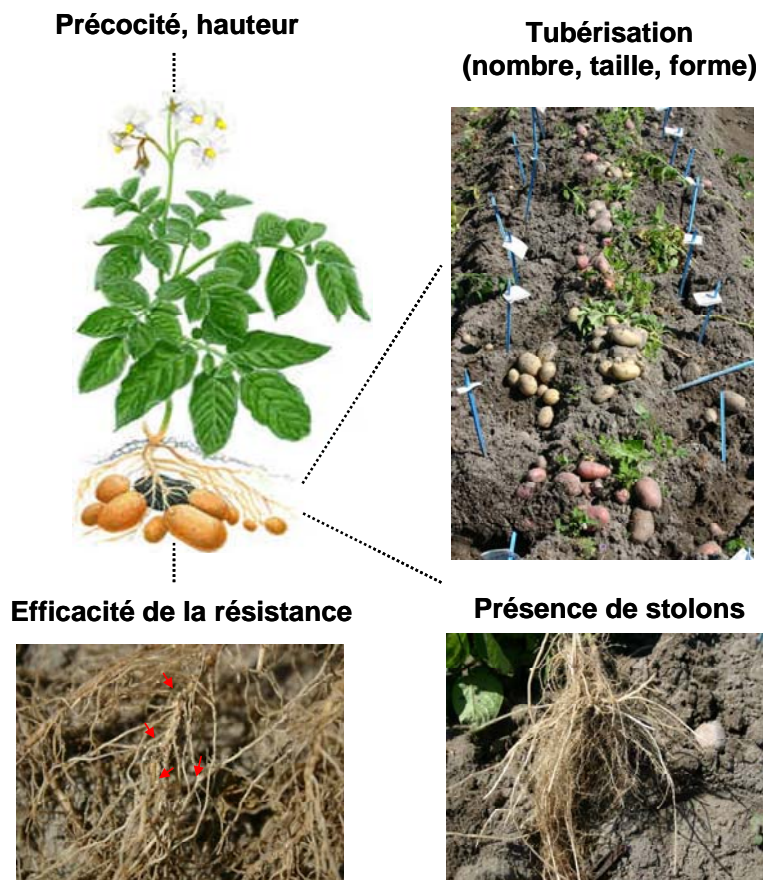 Précocité, hauteur
Tubérisation
(nombre, taille, forme)
Efficacité de la résistance
Présence de stolons